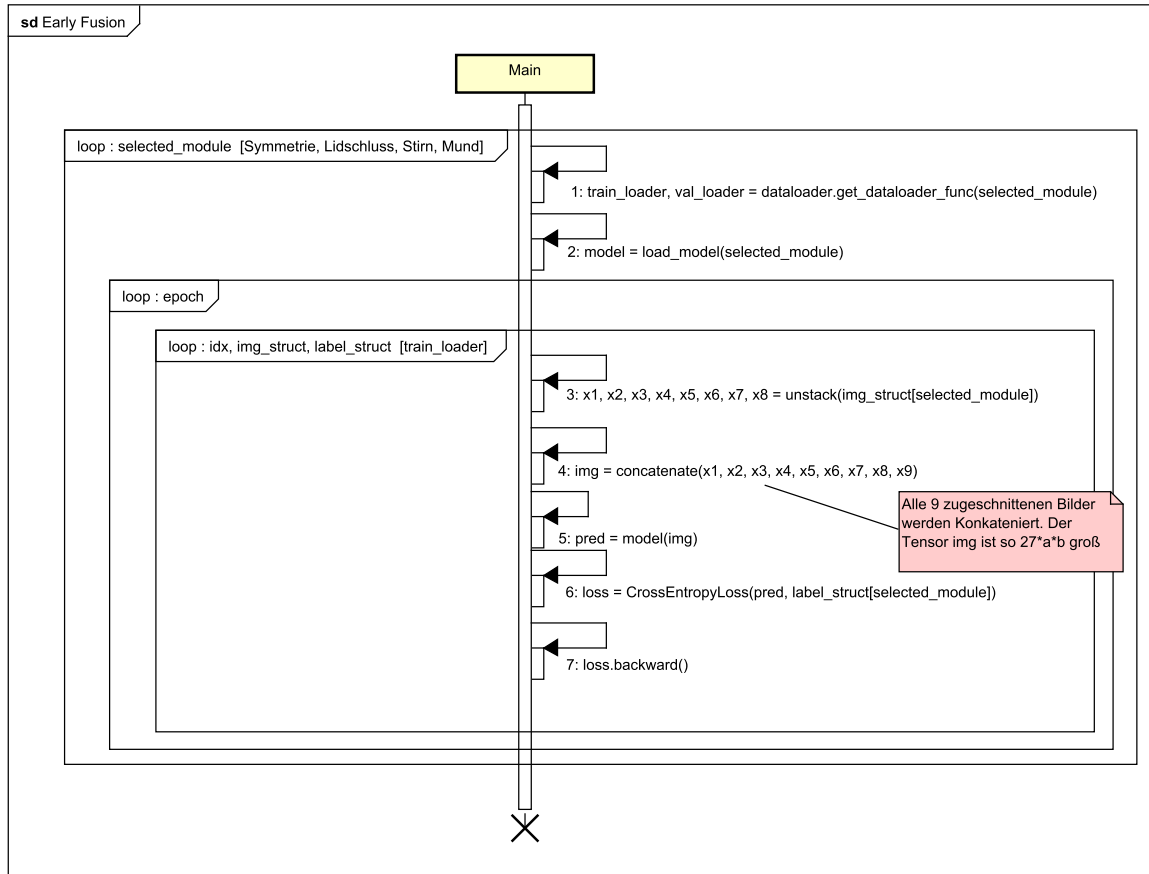 sd Early Fusion
Main
loop : selected_module [Symmetrie, Lidschluss, Stirn, Mund]
1: train_loader, val_loader = dataloader.get_dataloader_func(selected_module)
2: model = load_model(selected_module)
loop : epoch
loop : idx, img_struct, label_struct [train_loader]
3: x1, x2, x3, x4, x5, x6, x7, x8 = unstack(img_struct[selected_module])
4: img = concatenate(x1, x2, x3, x4, x5, x6, x7, x8, x9)
Alle 9 zugeschnittenen Bilder
werden Konkateniert. Der
Tensor img ist so 27*a*b groß
5: pred = model(img)
6: loss = CrossEntropyLoss(pred, label_struct[selected_module])
7: loss.backward()